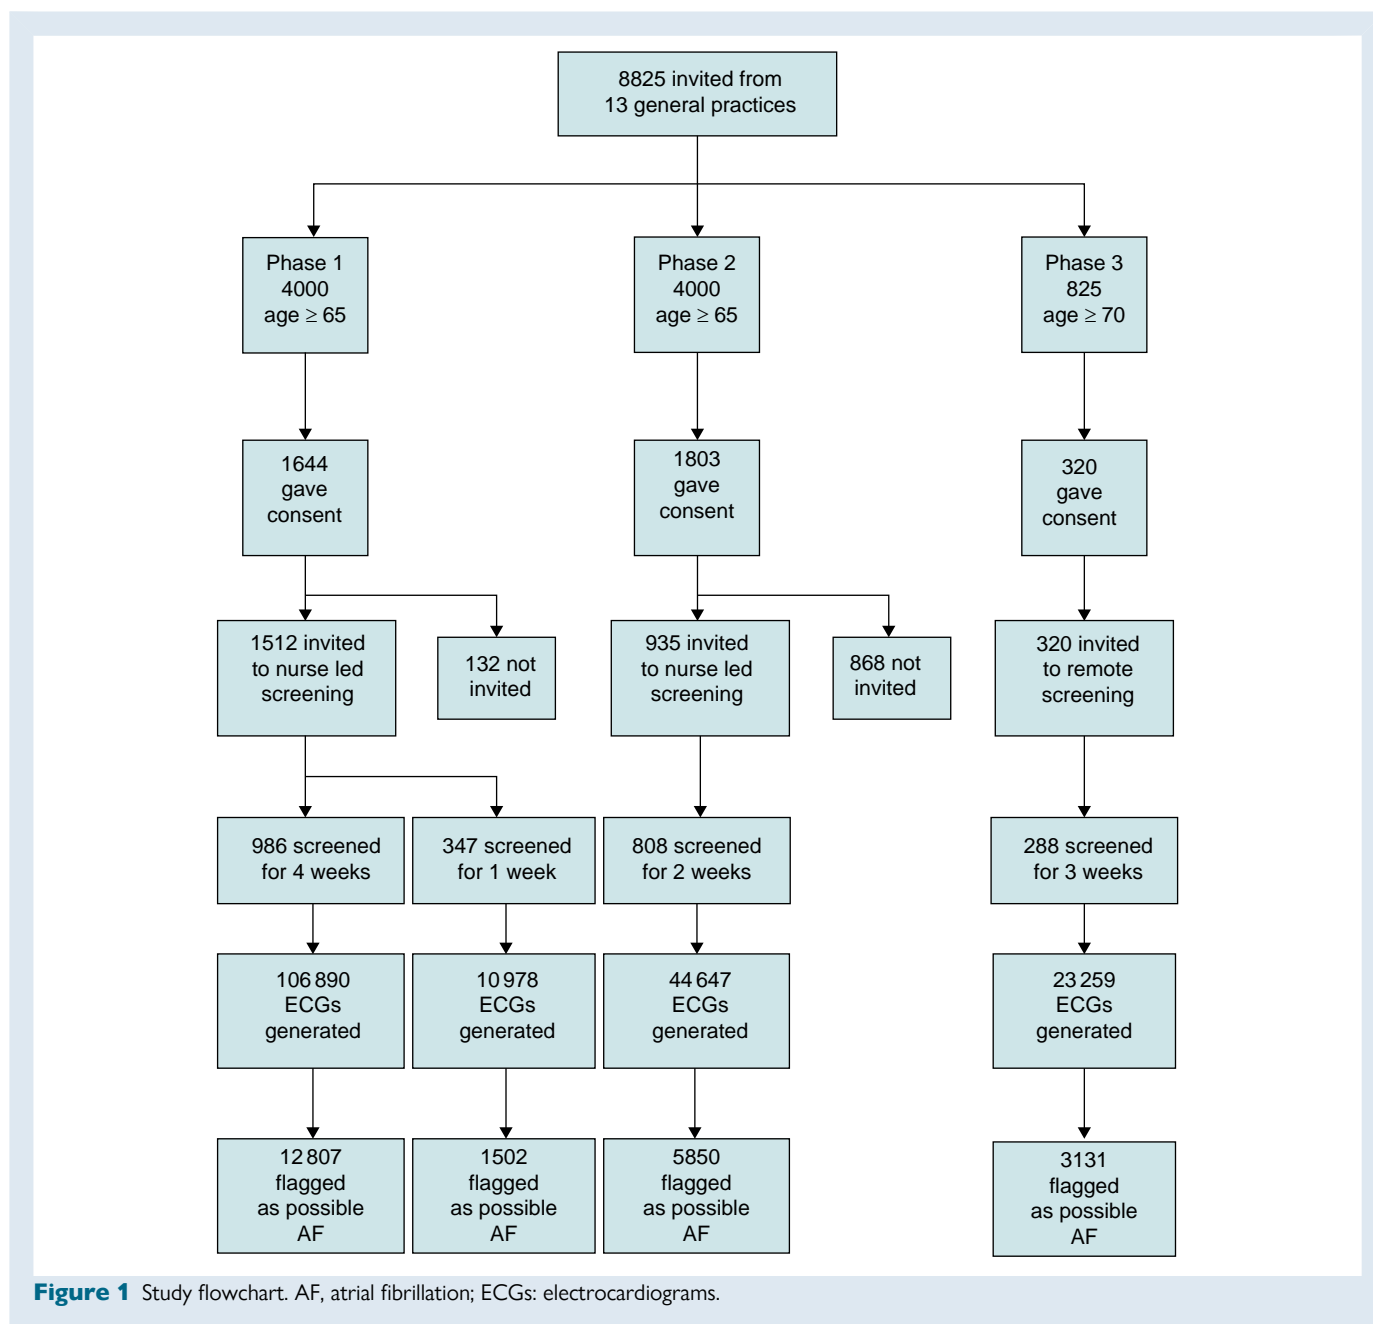 8825 invited from
13 general practices
Phase 1
4000
age ≥ 65
Phase 2
4000
age ≥ 65
Phase 3
825
age ≥ 70
1644
gave
consent
1803
gave
consent
320
gave
consent
1512 invited
to nurse led
screening
132 not
invited
935 invited
to nurse led
screening
868 not
invited
320 invited
to remote
screening
986 screened
for 4 weeks
347 screened
for 1 week
808 screened
for 2 weeks
288 screened
for 3 weeks
106 890
ECGs
generated
10 978
ECGs
generated
44 647
ECGs
generated
23 259
ECGs
generated
12 807
flagged
as possible
AF
1502
flagged
as possible
AF
5850
flagged
as possible
AF
3131
flagged
as possible
AF
Figure 1 Study flowchart. AF, atrial fibrillation; ECGs: electrocardiograms.